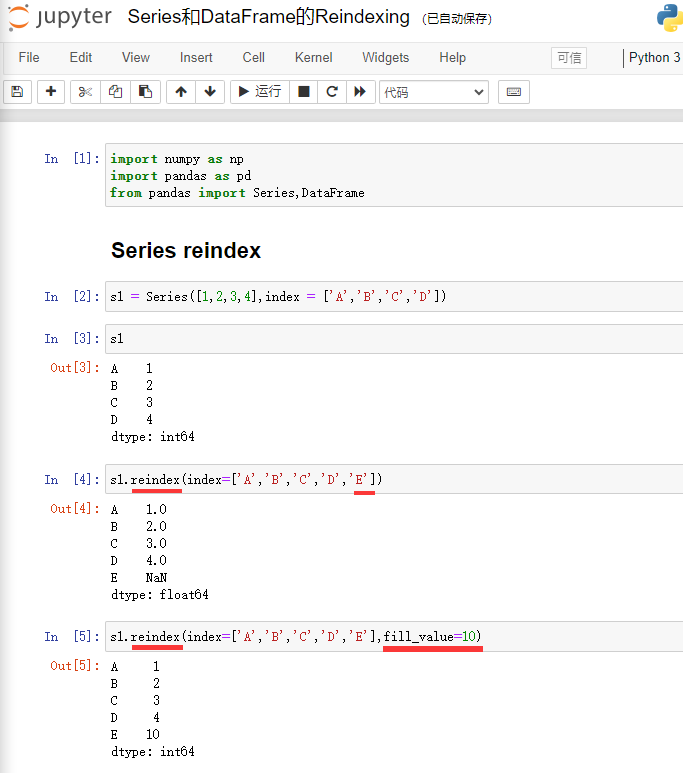 jupyter Series和DataFrame的Reindexing (已自动保存)
File Edit View Insert Cell Kernel Widgets Help 可信 Python 3
运行 代码
In [1]: import numpy as np
import pandas as pd
from pandas import Series,DataFrame
Series reindex
In [2]: s1 = Series([1,2,3,4],index = ['A','B','C','D'])
In [3]: s1
Out[3]: A 1
B 2
C 3
D 4
dtype: int64
In [4]: s1.reindex(index=['A','B','C','D','E'])
Out[4]: A 1.0
B 2.0
C 3.0
D 4.0
E NaN
dtype: float64
In [5]: s1.reindex(index=['A','B','C','D','E'],fill_value=10)
Out[5]: A 1
B 2
C 3
D 4
E 10
dtype: int64